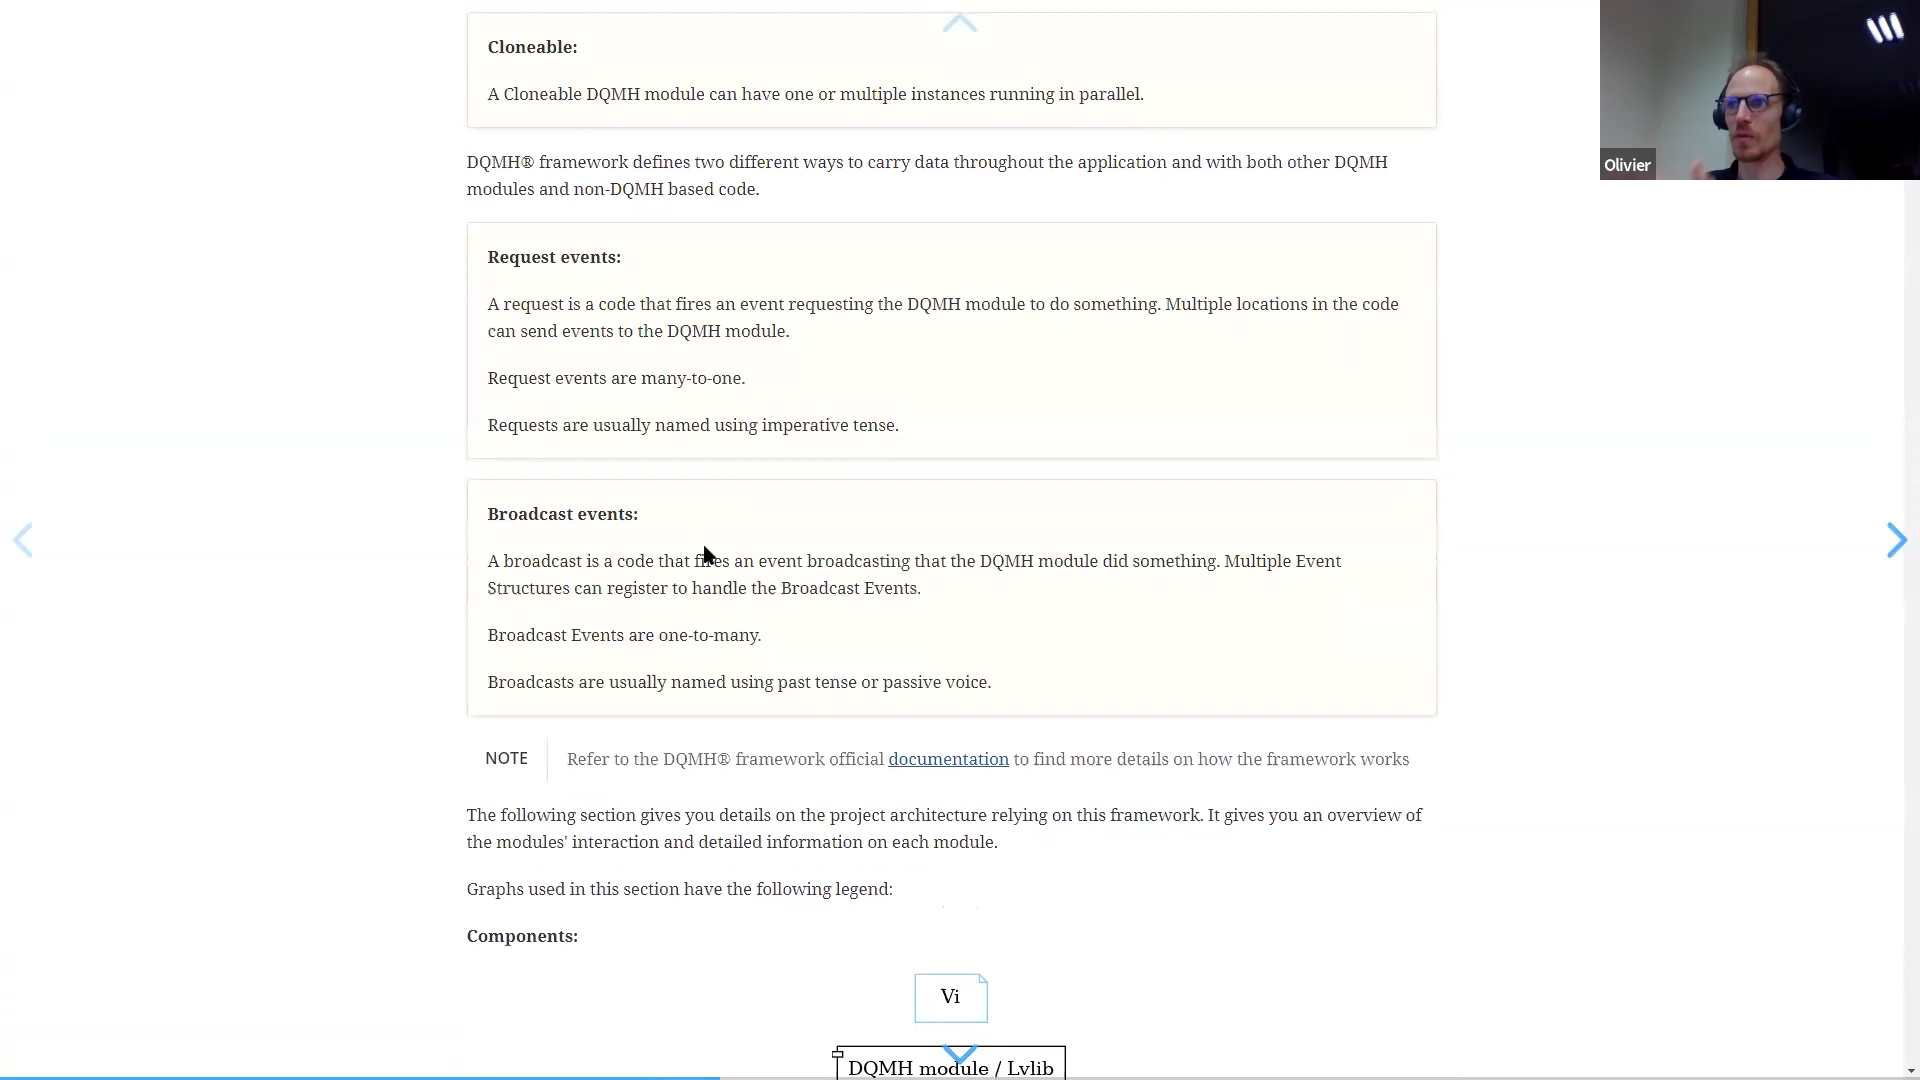 Cloneable:
A Cloneable DQMH module can have one or multiple instances running in parallel.
DQMH® framework defines two different ways to carry data throughout the application and with both other DQMH
modules and non-DQMH based code.
Request events:
A request is a code that fires an event requesting the DQMH module to do something. Multiple locations in the code
can send events to the DQMH module.
Request events are many-to-one.
Requests are usually named using imperative tense.
Broadcast events:
A broadcast is a code that fires an event broadcasting that the DQMH module did something. Multiple Event
Structures can register to handle the Broadcast Events.
Broadcast Events are one-to-many.
Broadcasts are usually named using past tense or passive voice.
NOTE
Refer to the DQMH® framework official documentation to find more details on how the framework works
The following section gives you details on the project architecture relying on this framework. It gives you an overview of
the modules' interaction and detailed information on each module.
Graphs used in this section have the following legend:
Components:
Vi
DQMH module / Lvlib
Olivier